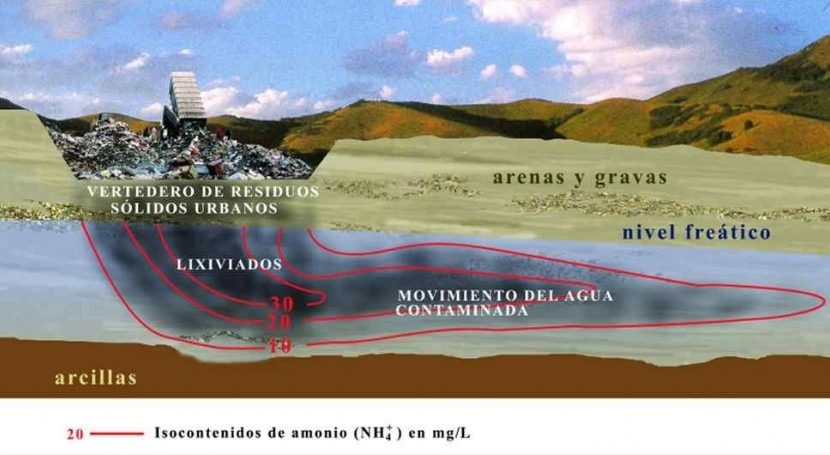 arenas y gravas
VERTEDERO DE RESIDUOS
SÓLIDOS URBANOS
nivel freático
LIXIVIADOS
MOVIMIENTO DEL AGUA
CONTAMINADA
30
20
10
arcillas
20 Isocontenidos de amonio (NH₄⁺) en mg/L